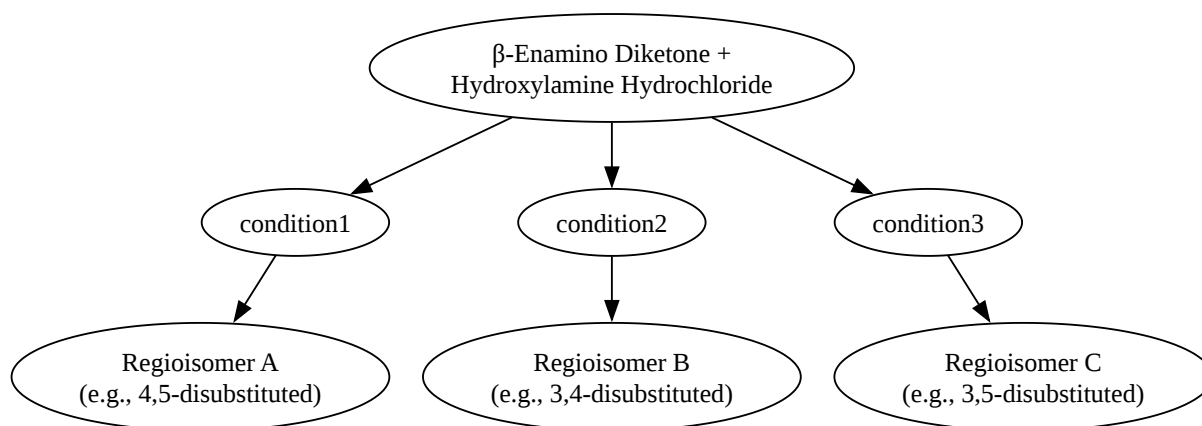 β-Enamino Diketone +
Hydroxylamine Hydrochloride
condition1
condition2
condition3
Regioisomer A
(e.g., 4,5-disubstituted)
Regioisomer B
(e.g., 3,4-disubstituted)
Regioisomer C
(e.g., 3,5-disubstituted)